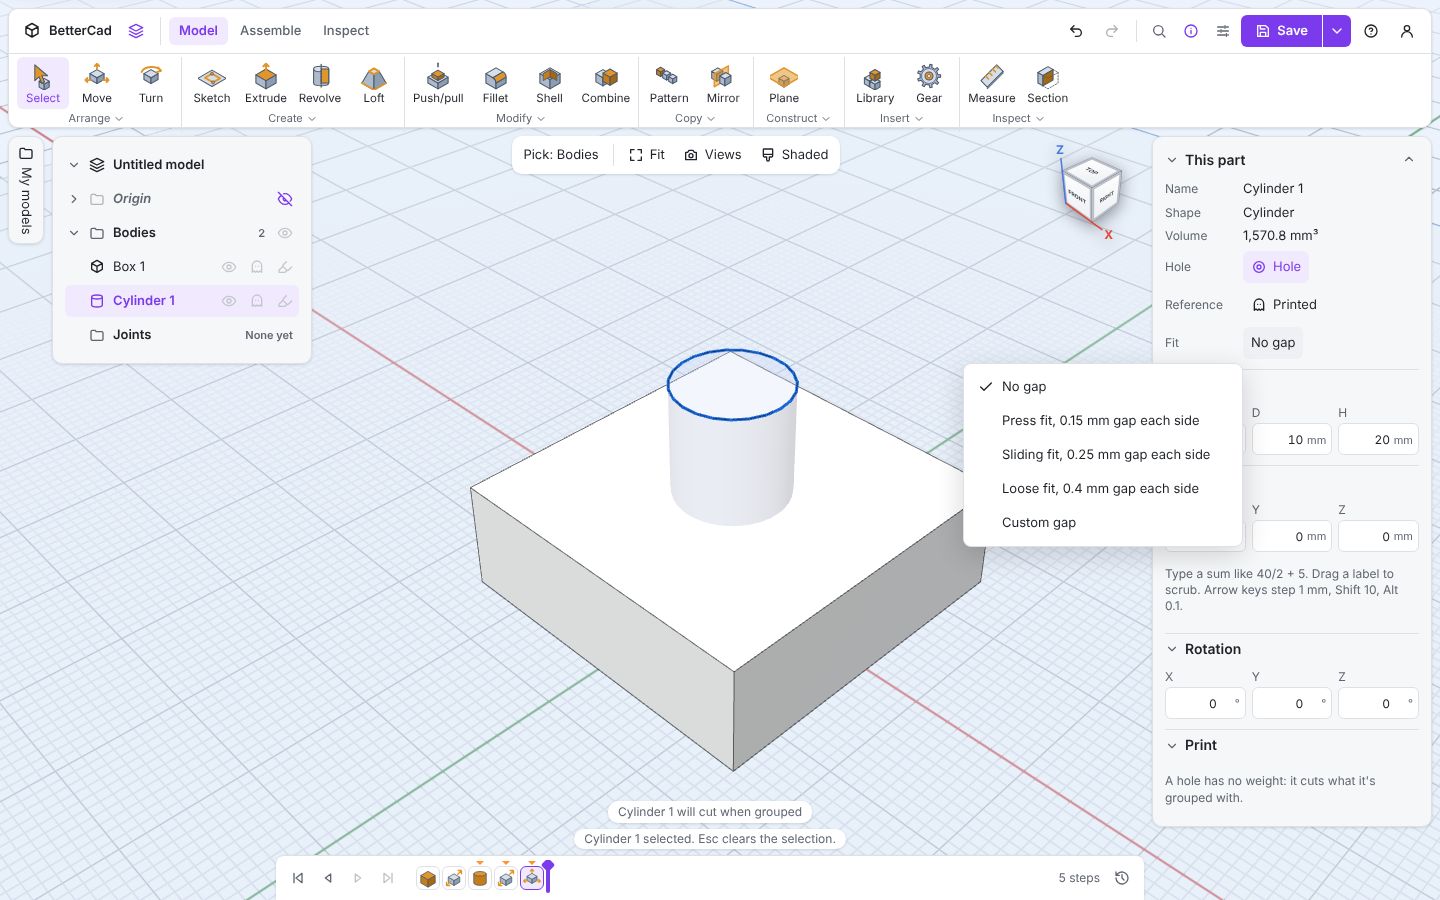 BetterCad
Model
Assemble
Inspect
Save
Select
Move
Turn
Sketch
Extrude
Revolve
Loft
Push/pull
Fillet
Shell
Combine
Pattern
Mirror
Plane
Library
Gear
Measure
Section
Arrange
Create
Modify
Copy
Construct
Insert
Inspect
My models
Untitled model
Origin
Bodies 2
Box 1
Cylinder 1
Joints None yet
Pick: Bodies
Fit
Views
Shaded
Z
TOP
FRONT
RIGHT
X
This part
Name Cylinder 1
Shape Cylinder
Volume 1,570.8 mm³
Hole Hole
Reference Printed
Fit No gap
No gap
Press fit, 0.15 mm gap each side
Sliding fit, 0.25 mm gap each side
Loose fit, 0.4 mm gap each side
Custom gap
D H
10 mm 20 mm
Y Z
0 mm 0 mm
Type a sum like 40/2 + 5. Drag a label to
scrub. Arrow keys step 1 mm, Shift 10, Alt
0.1.
Rotation
X Y Z
0 ° 0 ° 0 °
Print
A hole has no weight: it cuts what it's
grouped with.
Cylinder 1 will cut when grouped
Cylinder 1 selected. Esc clears the selection.
5 steps